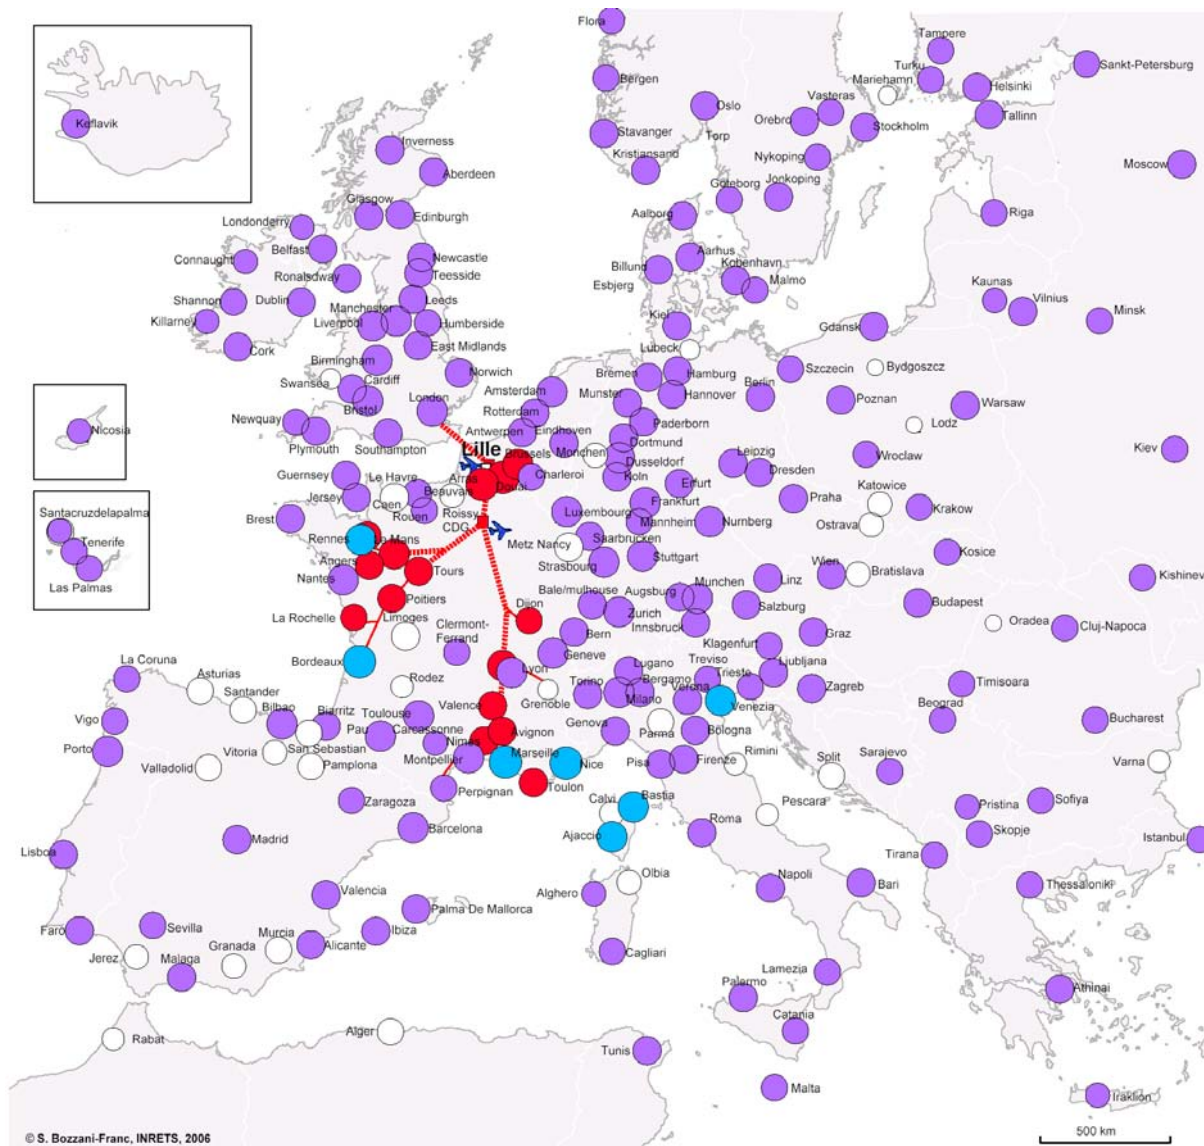 Flora
Tampere
Turku
Sankt-Petersburg
Mariehamn
Helsinki
Bergen
Vasteras
Oslo
Orebro
Tallinn
Keflavik
Stavanger
Torp
Stockholm
Inverness
Kristiansand
Nykoping
Moscow
Aberdeen
Jonkoping
Goteborg
Glasgow
Edinburgh
Aalborg
Riga
Londonderry
Belfast
Newcastle
Aarhus
Connaught
Ronalsdway
Teesside
Billund
Kobenhavn
Esbjerg
Malmo
Kaunas
Shannon
Dublin
Leeds
Vilnius
Manchester
Minsk
Killarney
Liverpool
Humberside
Kiel
Gdansk
Cork
East Midlands
Lübeck
Birmingham
Hamburg
Szczecin
Bydgoszcz
Swansea
Cardiff
Norwich
Bremen
Berlin
Amsterdam
Munster
Hannover
Poznan
Warsaw
London
Bristol
Rotterdam
Newquay
Paderborn
Lodz
Nicosia
Antwerpen
Eindhoven
Plymouth
Southampton
Lille
Dortmund
Kiev
Brussels
Monchen
Leipzig
Wroclaw
Dusseldorf
Guernsey
Le Havre
Arras
Charleroi
Koln
Dresden
Douai
Erfurt
Katowice
Jersey
Caen
Beauvais
Praha
Santacruzdelapalma
Rouen
Roissy
CDG
Luxembourg
Frankfurt
Krakow
Brest
Mannheim
Nurnberg
Ostrava
Rennes
Le Mans
Metz Nancy
Saarbrucken
Tenerife
Angers
Strasbourg
Stuttgart
Kosice
Nantes
Tours
Wien
Bratislava
Las Palmas
Munchen
Linz
Kishinev
Bale/mulhouse
Augsburg
Poitiers
Dijon
Salzburg
Budapest
La Rochelle
Limoges
Zurich
Clermont-
Ferrand
Bern
Innsbruck
Oradea
Cluj-Napoca
Klagenfurt
Graz
Bordeaux
Geneve
La Coruna
Lyon
Lugano
Treviso
Ljubljana
Asturias
Rodez
Bergamo
Trieste
Timisoara
Santander
Grenoble
Torino
Verona
Zagreb
Milano
Venezia
Bilbao
Biarritz
Toulouse
Valence
Beograd
Bucharest
Vigo
Pau
Carcassonne
Avignon
Genova
Parma
Bologna
Porto
Vitoria
San Sebastian
Nimes
Marseille
Rimini
Split
Sarajevo
Valladolid
Pamplona
Montpellier
Nice
Pisa
Firenze
Varna
Toulon
Zaragoza
Perpignan
Calvi
Bastia
Pescara
Pristina
Sofiya
Barcelona
Roma
Madrid
Ajaccio
Skopje
Istanbul
Lisboa
Tirana
Olbia
Valencia
Alghero
Napoli
Bari
Thessaloniki
Palma De Mallorca
Faro
Sevilla
Ibiza
Murcia
Granada
Alicante
Jerez
Cagliari
Malaga
Lamezia
Palermo
Athinai
Catania
Rabat
Alger
Tunis
Malta
Iraklion
500 km
© S. Bozzani-Franc, INRETS, 2006